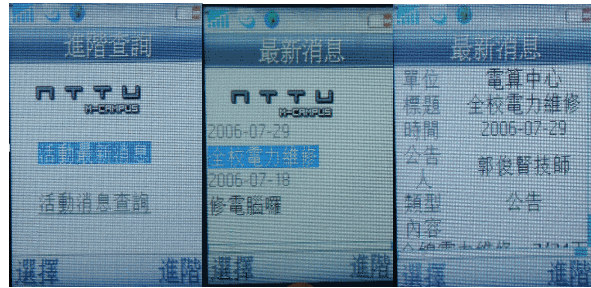 進階查詢
NTTU
M-CAMPUS
活動最新消息
活動消息查詢
選擇 進階
最新消息
NTTU
M-CAMPUS
2006-07-29
全校電力維修
2006-07-18
修電腦囉
選擇 進階
最新消息
單位 電算中心
標題 全校電力維修
時間 2006-07-29
公告人 郭俊賢技師
類型 公告
內容
選擇 進階